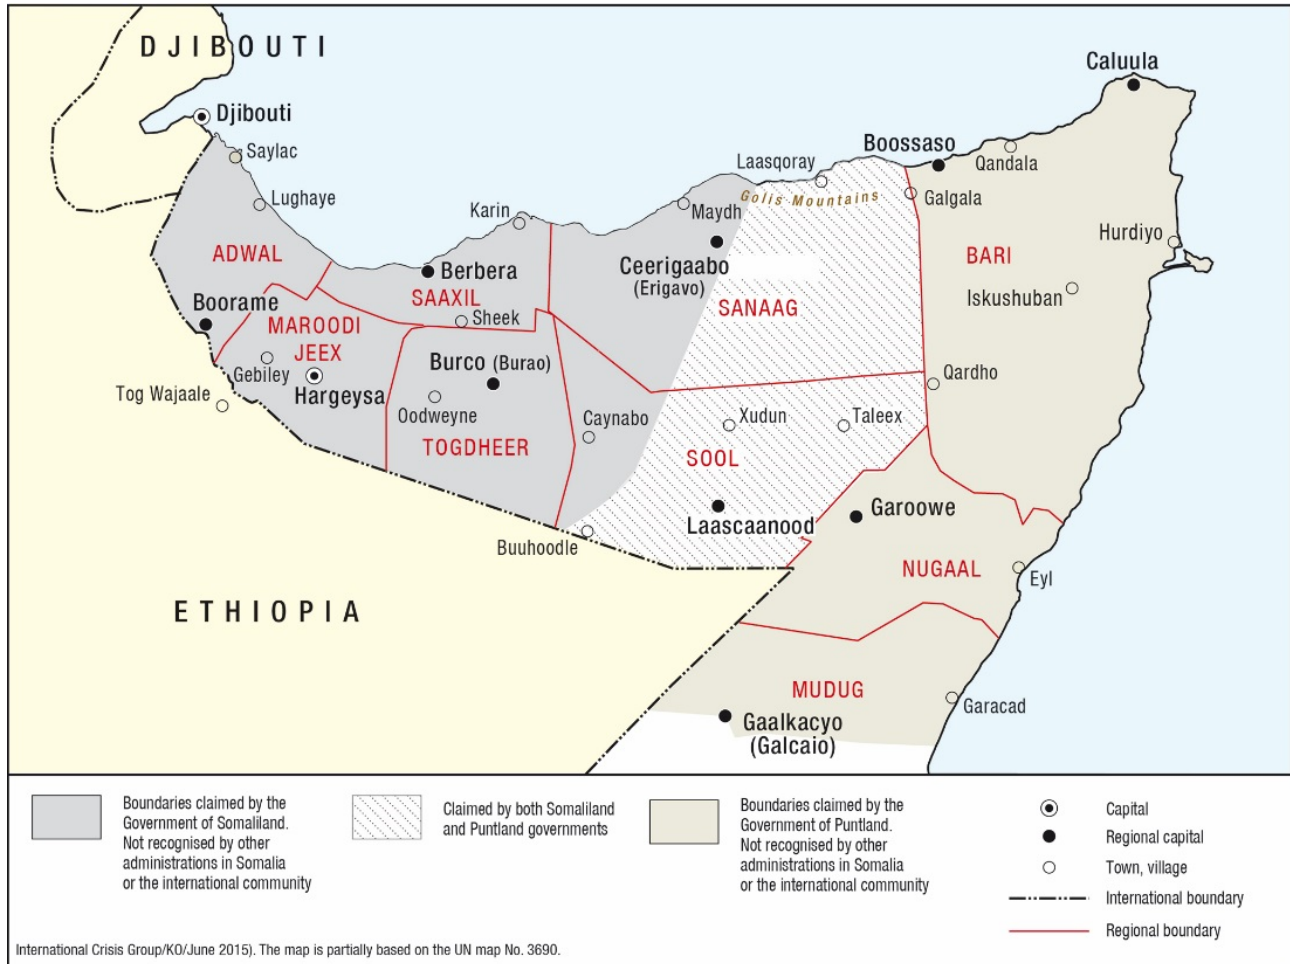 DJIBOUTI
Caluula
Djibouti
Boossaso
Qandala
Saylac
Laasqoray
Golis Mountains
Galgala
Lughaye
Karin
Maydh
Hurdiyo
ADWAL
Berbera
Ceerigaabo
(Erigavo)
BARI
SAAXIL
Iskushuban
Boorame
Sheek
SANAAG
MAROODI
JEEX
Burco (Burao)
Gebiley
Hargeysa
Qardho
Tog Wajaale
Oodweyne
Caynabo
Xudun
Taleex
TOGDHEER
SOOL
Garoowe
Laascaanood
Buuhoodle
NUGAAL
Eyl
ETHIOPIA
MUDUG
Garacad
Gaalkacyo
(Galcaio)
Boundaries claimed by the
Government of Somaliland.
Not recognised by other
administrations in Somalia
or the international community
Claimed by both Somaliland
and Puntland governments
Boundaries claimed by the
Government of Puntland.
Not recognised by other
administrations in Somalia
or the international community
Capital
Regional capital
Town, village
International boundary
Regional boundary
International Crisis Group/KO/June 2015). The map is partially based on the UN map No. 3690.